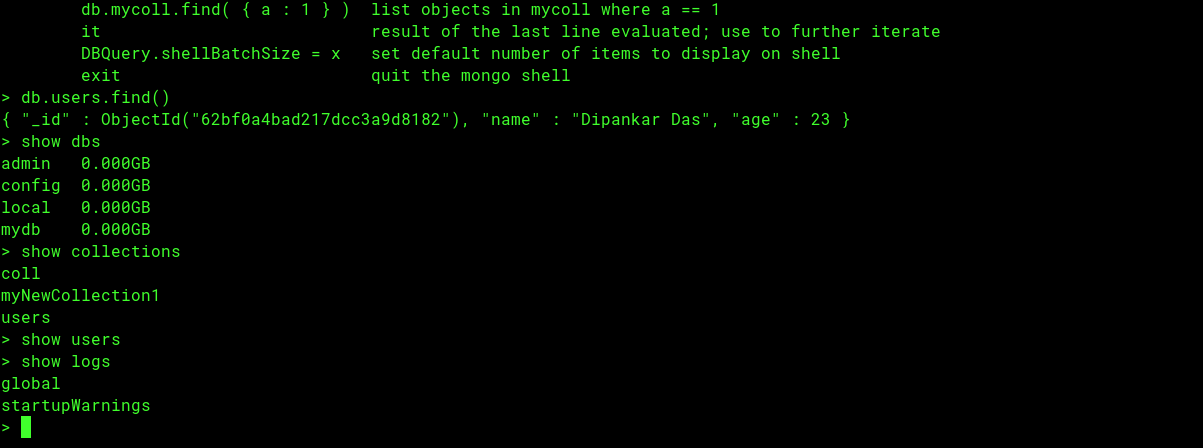 db.mycoll.find( { a : 1 } )  list objects in mycoll where a == 1
it                           result of the last line evaluated; use to further iterate
DBQuery.shellBatchSize = x   set default number of items to display on shell
exit                         quit the mongo shell
> db.users.find()
{ "_id" : ObjectId("62bf0a4bad217dcc3a9d8182"), "name" : "Dipankar Das", "age" : 23 }
> show dbs
admin   0.000GB
config  0.000GB
local   0.000GB
mydb    0.000GB
> show collections
coll
myNewCollection1
users
> show users
> show logs
global
startupWarnings
>